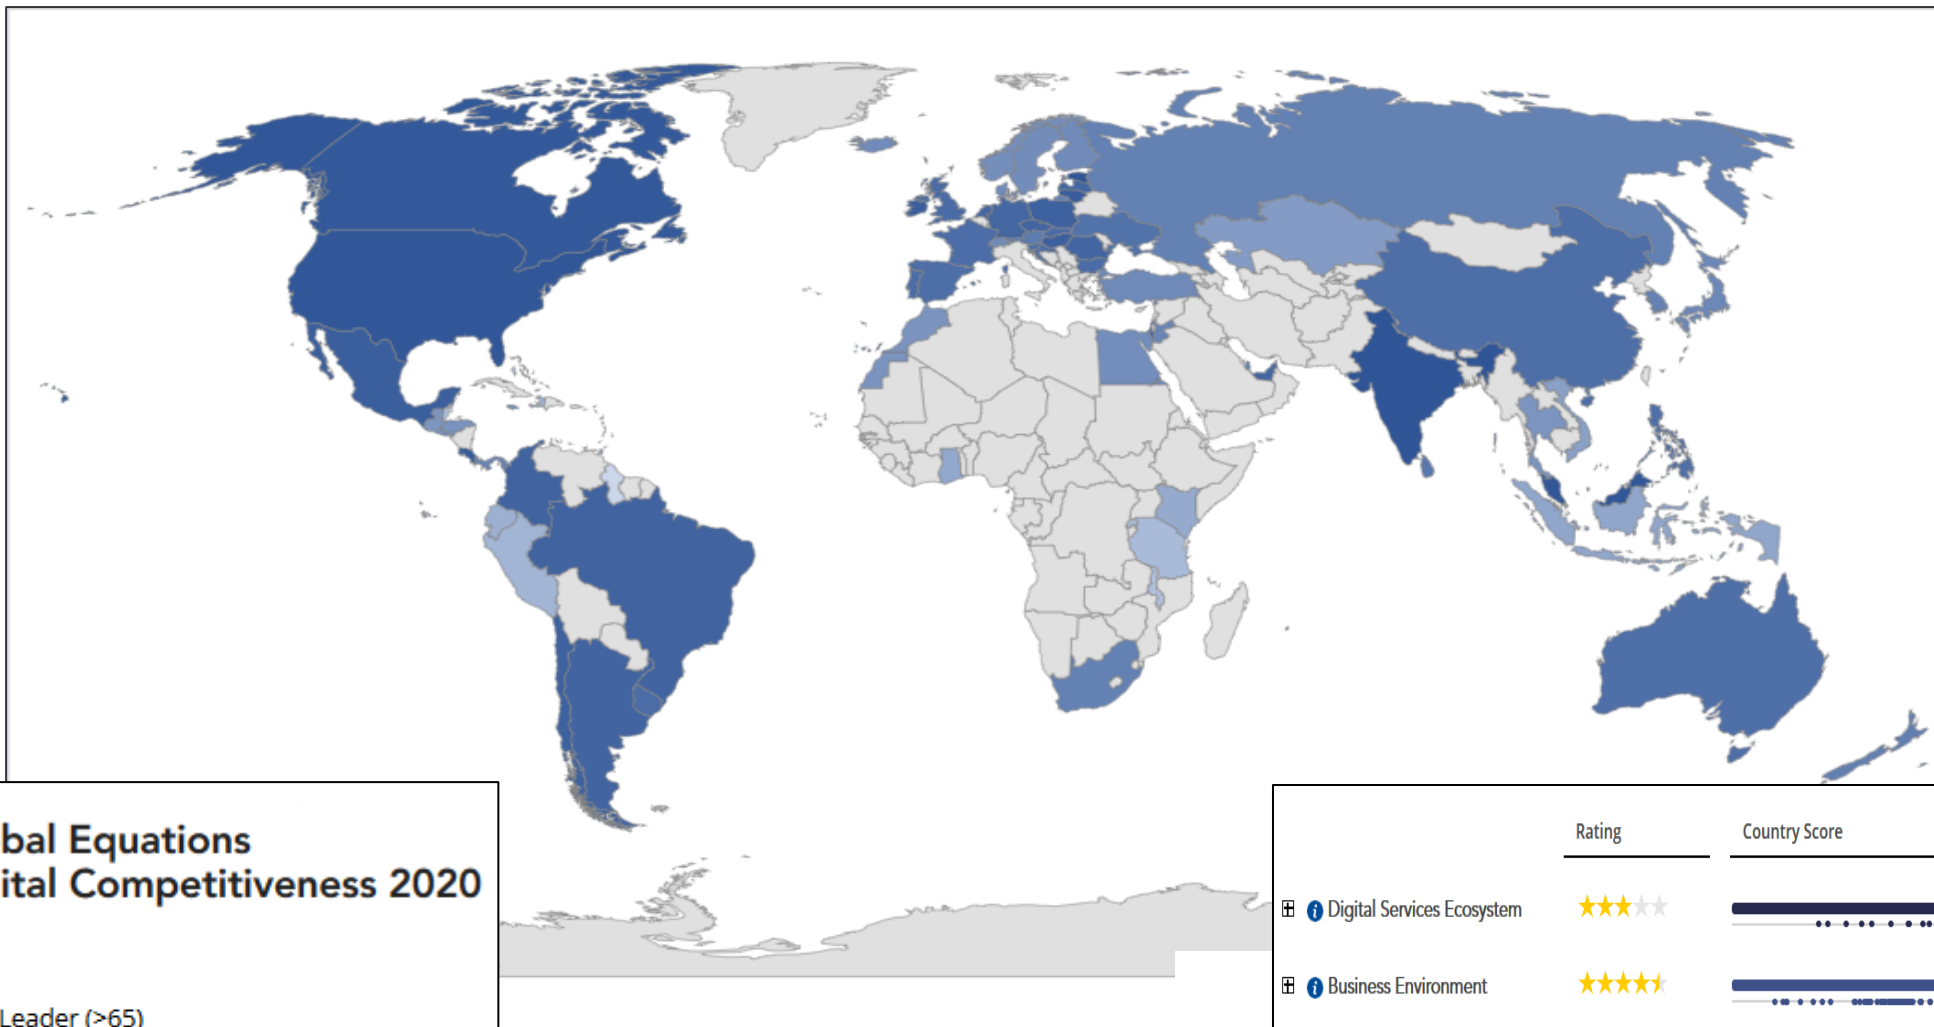 bal Equations
ital Competitiveness 2020
Leader (>65)
Rating Country Score
Digital Services Ecosystem
Business Environment